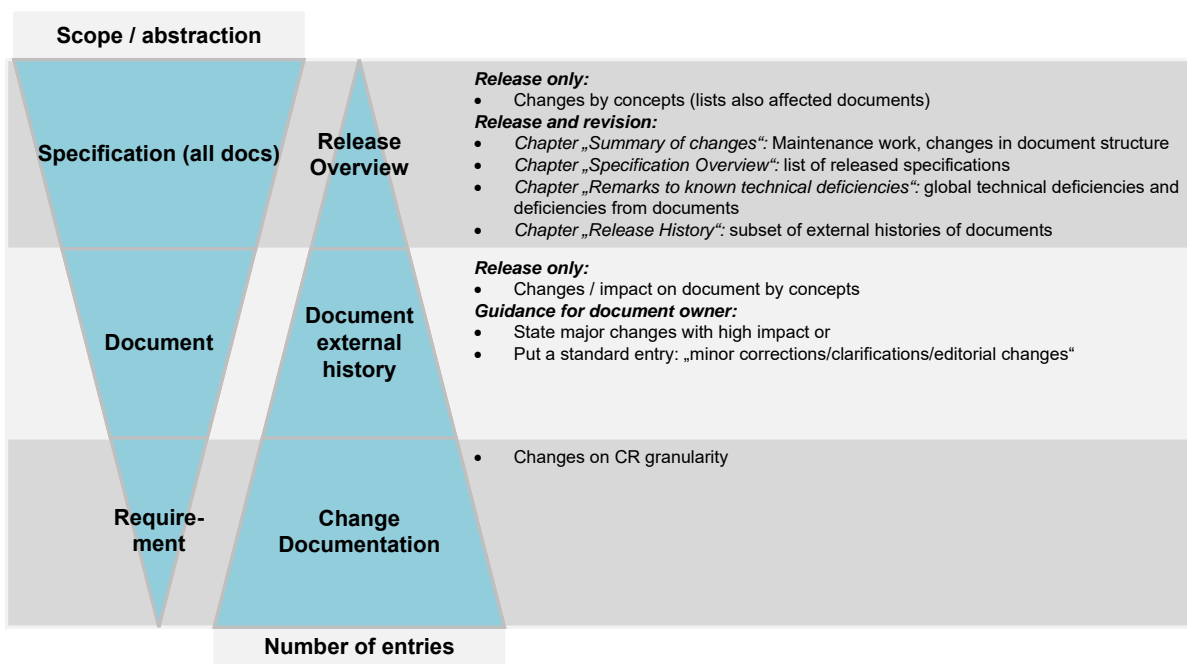 Scope / abstraction
Specification (all docs)
Release
Overview
Release only:
• Changes by concepts (lists also affected documents)
Release and revision:
• Chapter „Summary of changes“: Maintenance work, changes in document structure
• Chapter „Specification Overview“: list of released specifications
• Chapter „Remarks to known technical deficiencies“: global technical deficiencies and
deficiencies from documents
• Chapter „Release History“: subset of external histories of documents
Document
Document
external
history
Release only:
• Changes / impact on document by concepts
Guidance for document owner:
• State major changes with high impact or
• Put a standard entry: „minor corrections/clarifications/editorial changes“
Require-
ment
Change
Documentation
• Changes on CR granularity
Number of entries